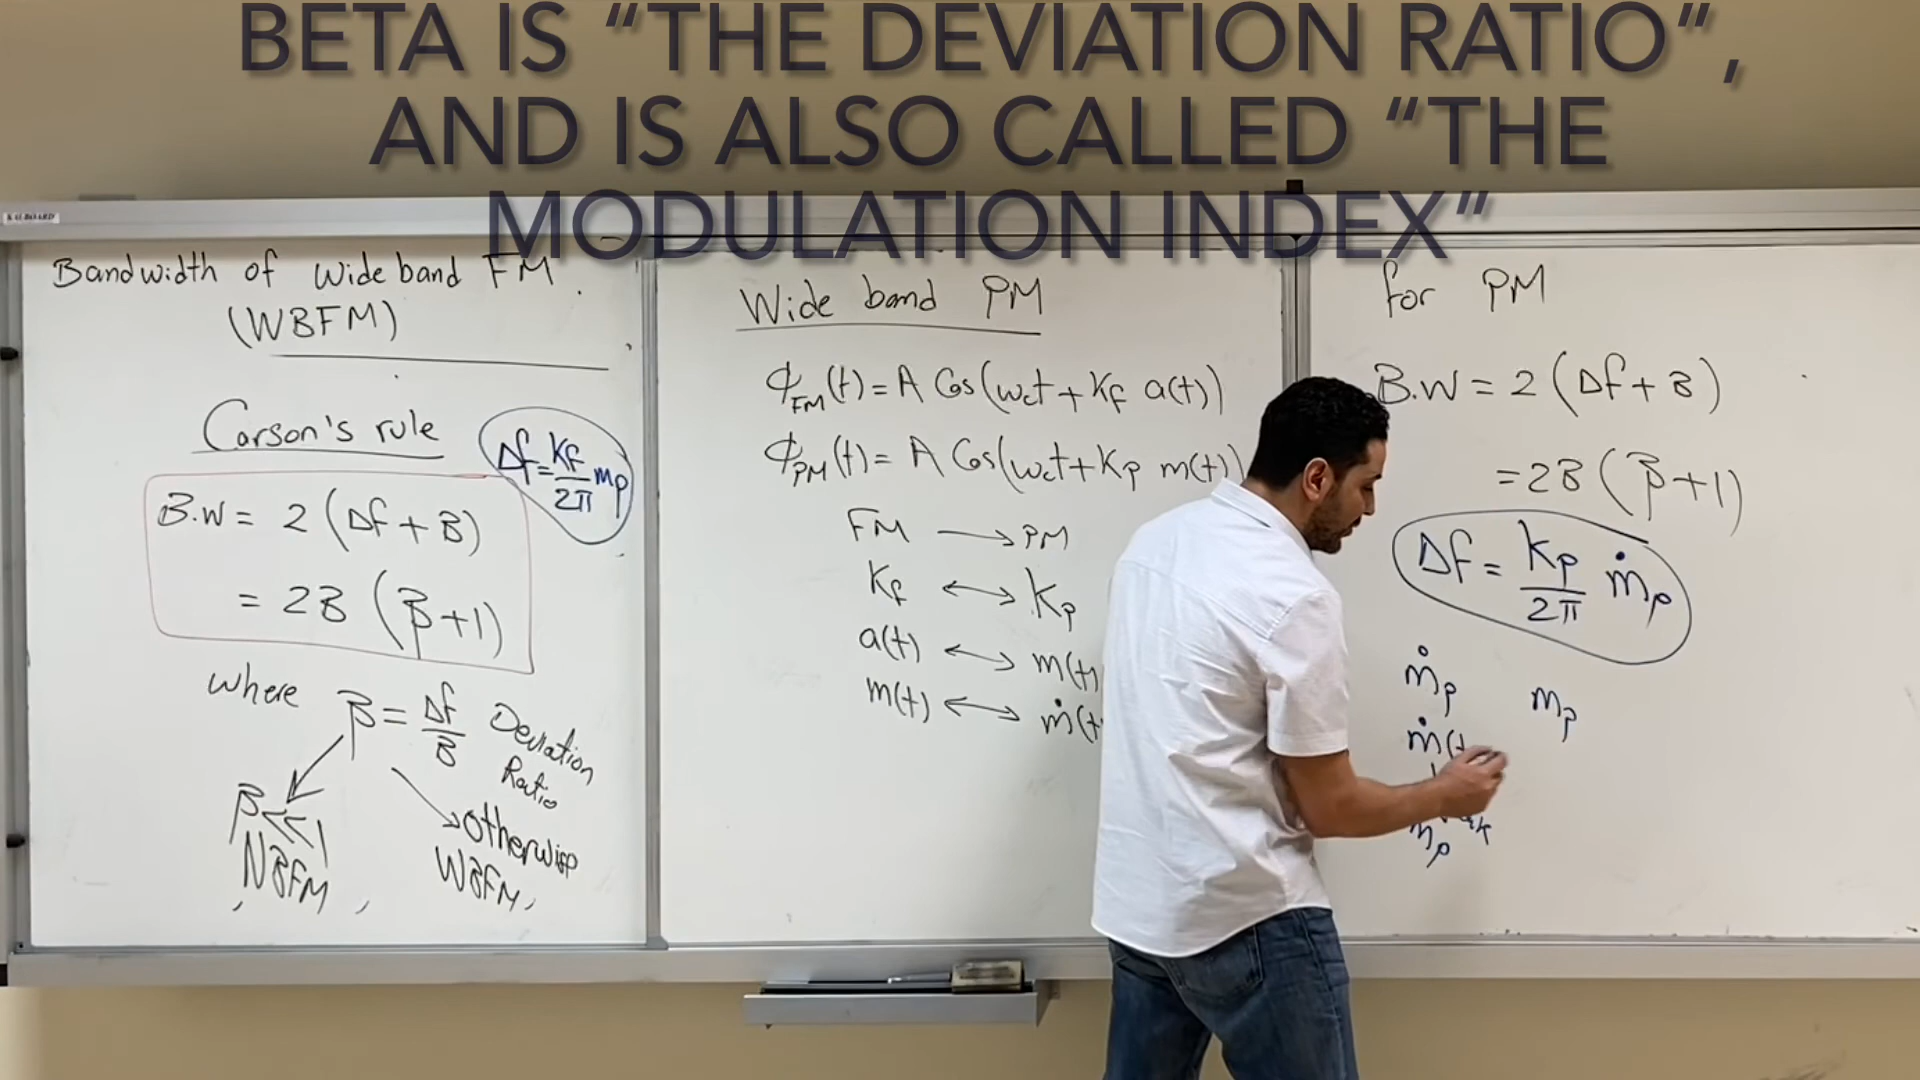 BETA IS “THE DEVIATION RATIO”,
AND IS ALSO CALLED “THE
MODULATION INDEX”
Bandwidth of Wide band FM
(WBFM)
Carson's rule
Δf = Kf/2π mp
B.W = 2 (Δf + B)
= 2B (β+1)
where β = Δf/B Deviation
Ratio
β << 1
NBFM
otherwise
WBFM
Wide band PM
φFM(t) = A Cos(wct + Kf a(t))
φPM(t) = A Cos(wct + Kp m(t))
FM → PM
Kf ↔ Kp
a(t) ↔ m(t)
m(t) ↔ ṁ(t
for PM
B.W = 2 (Δf + B)
= 2B (β+1)
Δf = Kp/2π ṁp
ṁp mp
ṁ(t